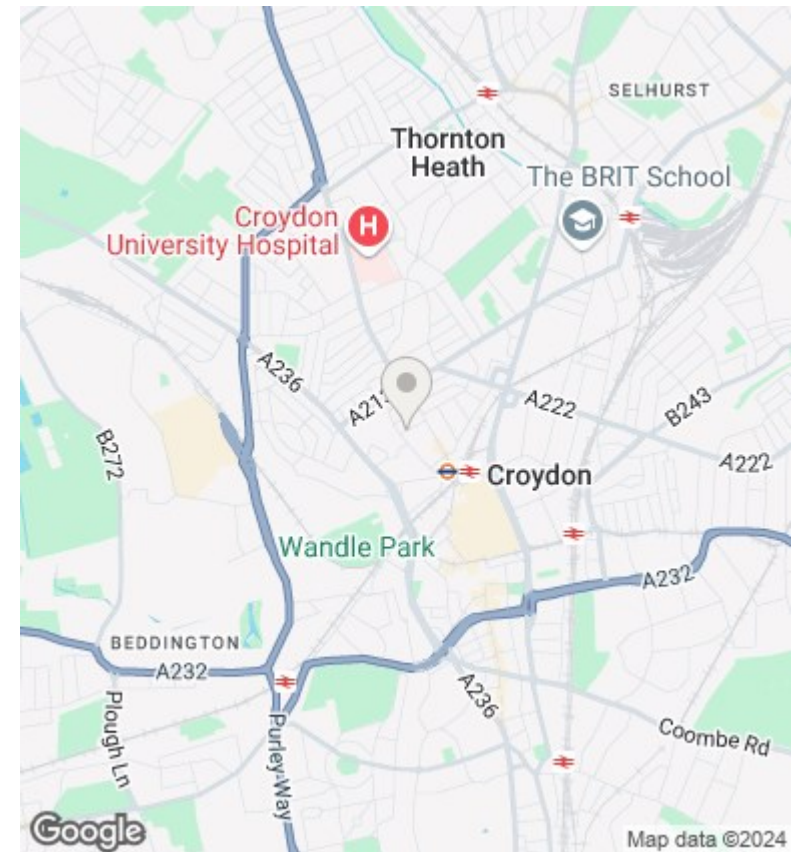 SELHURST
Thornton
Heath
The BRIT School
Croydon
University Hospital
H
A236
A213
A222
B243
A222
B272
Croydon
Wandle Park
A232
BEDDINGTON
A232
Plough Ln
Purley Way
A236
Coombe Rd
Google
Map data ©2024